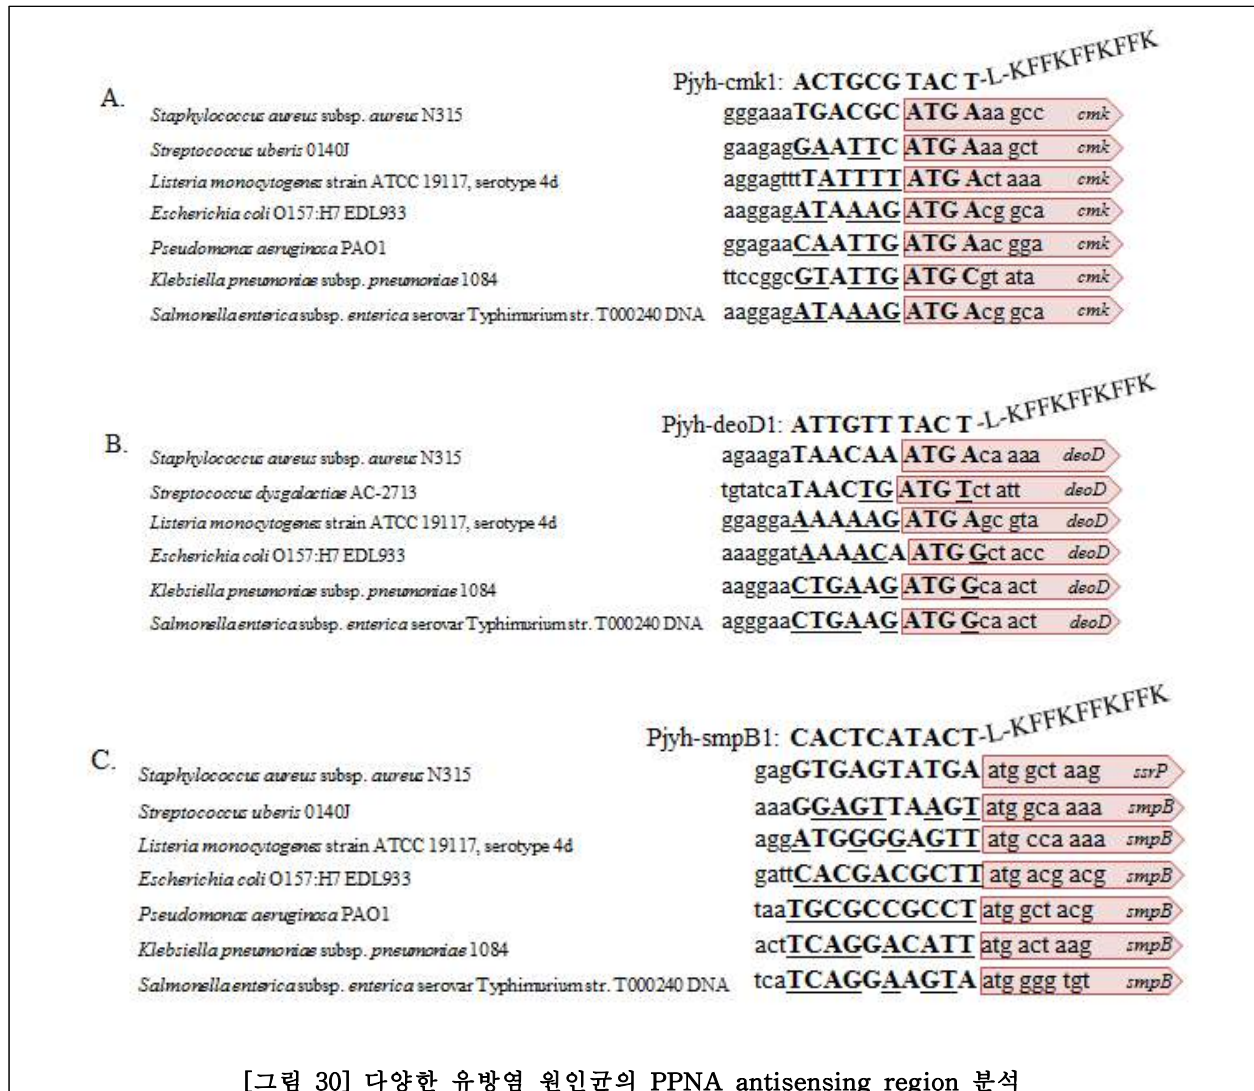 A.
Pjyh-cmk1: ACTGCG TAC T-L-KFFKFFKFFK
Staphylococcus aureus subsp. aureus N315 gggaaaTGACGC ATG Aaa gcc cmk
Streptococcus uberis 0140J gaagagGAATTC ATG Aaa gct cmk
Listeria monocytogenes strain ATCC 19117, serotype 4d aggagtttTATTTT ATG Act aaa cmk
Escherichia coli O157:H7 EDL933 aaggagATAAAG ATG Acg gca cmk
Pseudomonas aeruginosa PAO1 ggagaaCAATTG ATG Aac gga cmk
Klebsiella pneumoniae subsp. pneumoniae 1084 ttccggcGTATTG ATG Cgt ata cmk
Salmonella enterica subsp. enterica serovar Typhimurium str. T000240 DNA aaggagATAAAG ATG Acg gca cmk
B.
Pjyh-deoD1: ATTGTT TAC T-L-KFFKFFKFFK
Staphylococcus aureus subsp. aureus N315 agaagaTAACAA ATG Aca aaa deoD
Streptococcus dysgalactiae AC-2713 tgtatcaTAACTG ATG Tct att deoD
Listeria monocytogenes strain ATCC 19117, serotype 4d ggaggaAAAAAG ATG Agc gta deoD
Escherichia coli O157:H7 EDL933 aaaggatAAAACA ATG Gct acc deoD
Klebsiella pneumoniae subsp. pneumoniae 1084 aaggaaCTGAAG ATG Gca act deoD
Salmonella enterica subsp. enterica serovar Typhimurium str. T000240 DNA agggaaCTGAAG ATG Gca act deoD
C.
Pjyh-smpB1: CACTCATACT-L-KFFKFFKFFK
Staphylococcus aureus subsp. aureus N315 gagGTGAGTATGA atg gct aag ssrP
Streptococcus uberis 0140J aaaGGAGTTAAGT atg gca aaa smpB
Listeria monocytogenes strain ATCC 19117, serotype 4d aggATGGGGAGTT atg cca aaa smpB
Escherichia coli O157:H7 EDL933 gattCACGACGCTT atg acg acg smpB
Pseudomonas aeruginosa PAO1 taaTGCGCCGCCT atg gct acg smpB
Klebsiella pneumoniae subsp. pneumoniae 1084 actTCAGGACATT atg act aag smpB
Salmonella enterica subsp. enterica serovar Typhimurium str. T000240 DNA tcaTCAGGAAGTA atg ggg tgt smpB
[그림 30] 다양한 유방염 원인균의 PPNA antisensing region 분석